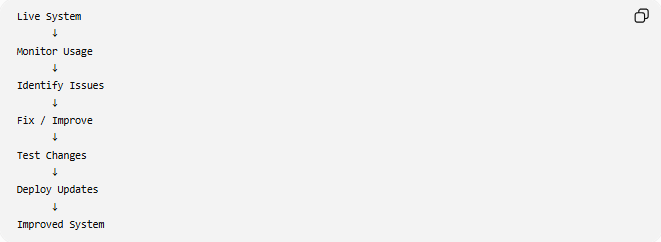 Live System
↓
Monitor Usage
↓
Identify Issues
↓
Fix / Improve
↓
Test Changes
↓
Deploy Updates
↓
Improved System